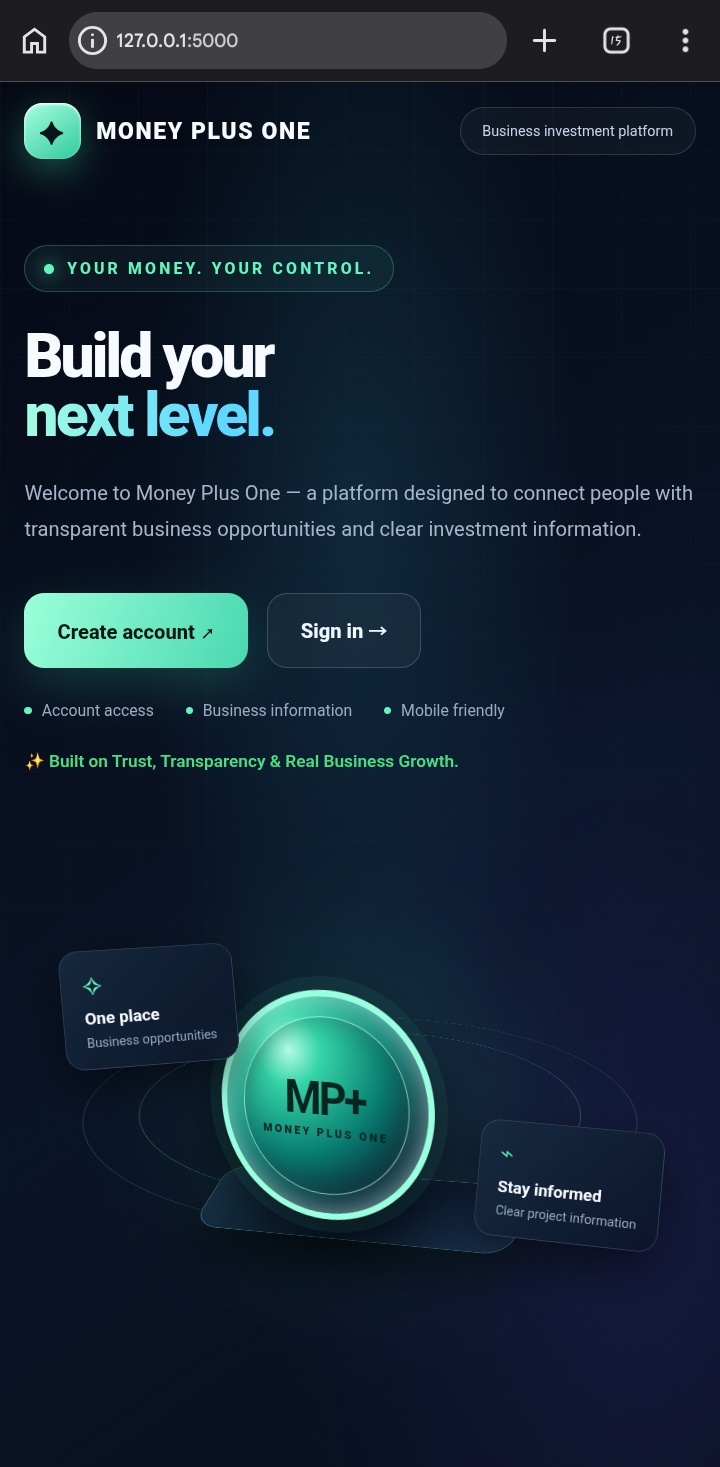 127.0.0.1:5000
15
MONEY PLUS ONE
Business investment platform
YOUR MONEY. YOUR CONTROL.
Build your
next level.
Welcome to Money Plus One — a platform designed to connect people with
transparent business opportunities and clear investment information.
Create account ↗
Sign in →
Account access
Business information
Mobile friendly
✨ Built on Trust, Transparency & Real Business Growth.
One place
Business opportunities
MP+
MONEY PLUS ONE
Stay informed
Clear project information